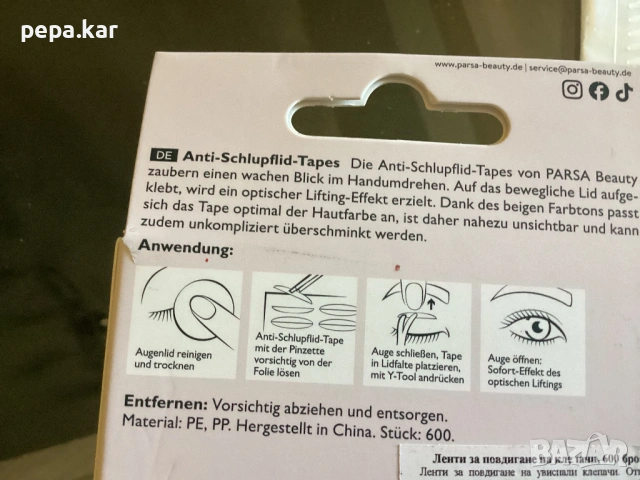 pepa.kar
www.parsa-beauty.de | service@parsa-beauty.de
DE Anti-Schlupflid-Tapes Die Anti-Schlupflid-Tapes von PARSA Beauty
zaubern einen wachen Blick im Handumdrehen. Auf das bewegliche Lid aufge-
klebt, wird ein optischer Lifting-Effekt erzielt. Dank des beigen Farbtons passt
sich das Tape optimal der Hautfarbe an, ist daher nahezu unsichtbar und kann
zudem unkompliziert überschminkt werden.
Anwendung:
Augenlid reinigen
und trocknen
Anti-Schlupflid-Tape
mit der Pinzette
vorsichtig von der
Folie lösen
Auge schließen, Tape
in Lidfalte platzieren,
mit Y-Tool andrücken
Auge öffnen:
Sofort-Effekt des
optischen Liftings
Entfernen: Vorsichtig abziehen und entsorgen.
Material: PE, PP. Hergestellt in China. Stück: 600.
BAZAR
Ленти за повдигане на клепачи, 600 броя
Ленти за повдигане на увиснали клепачи. От